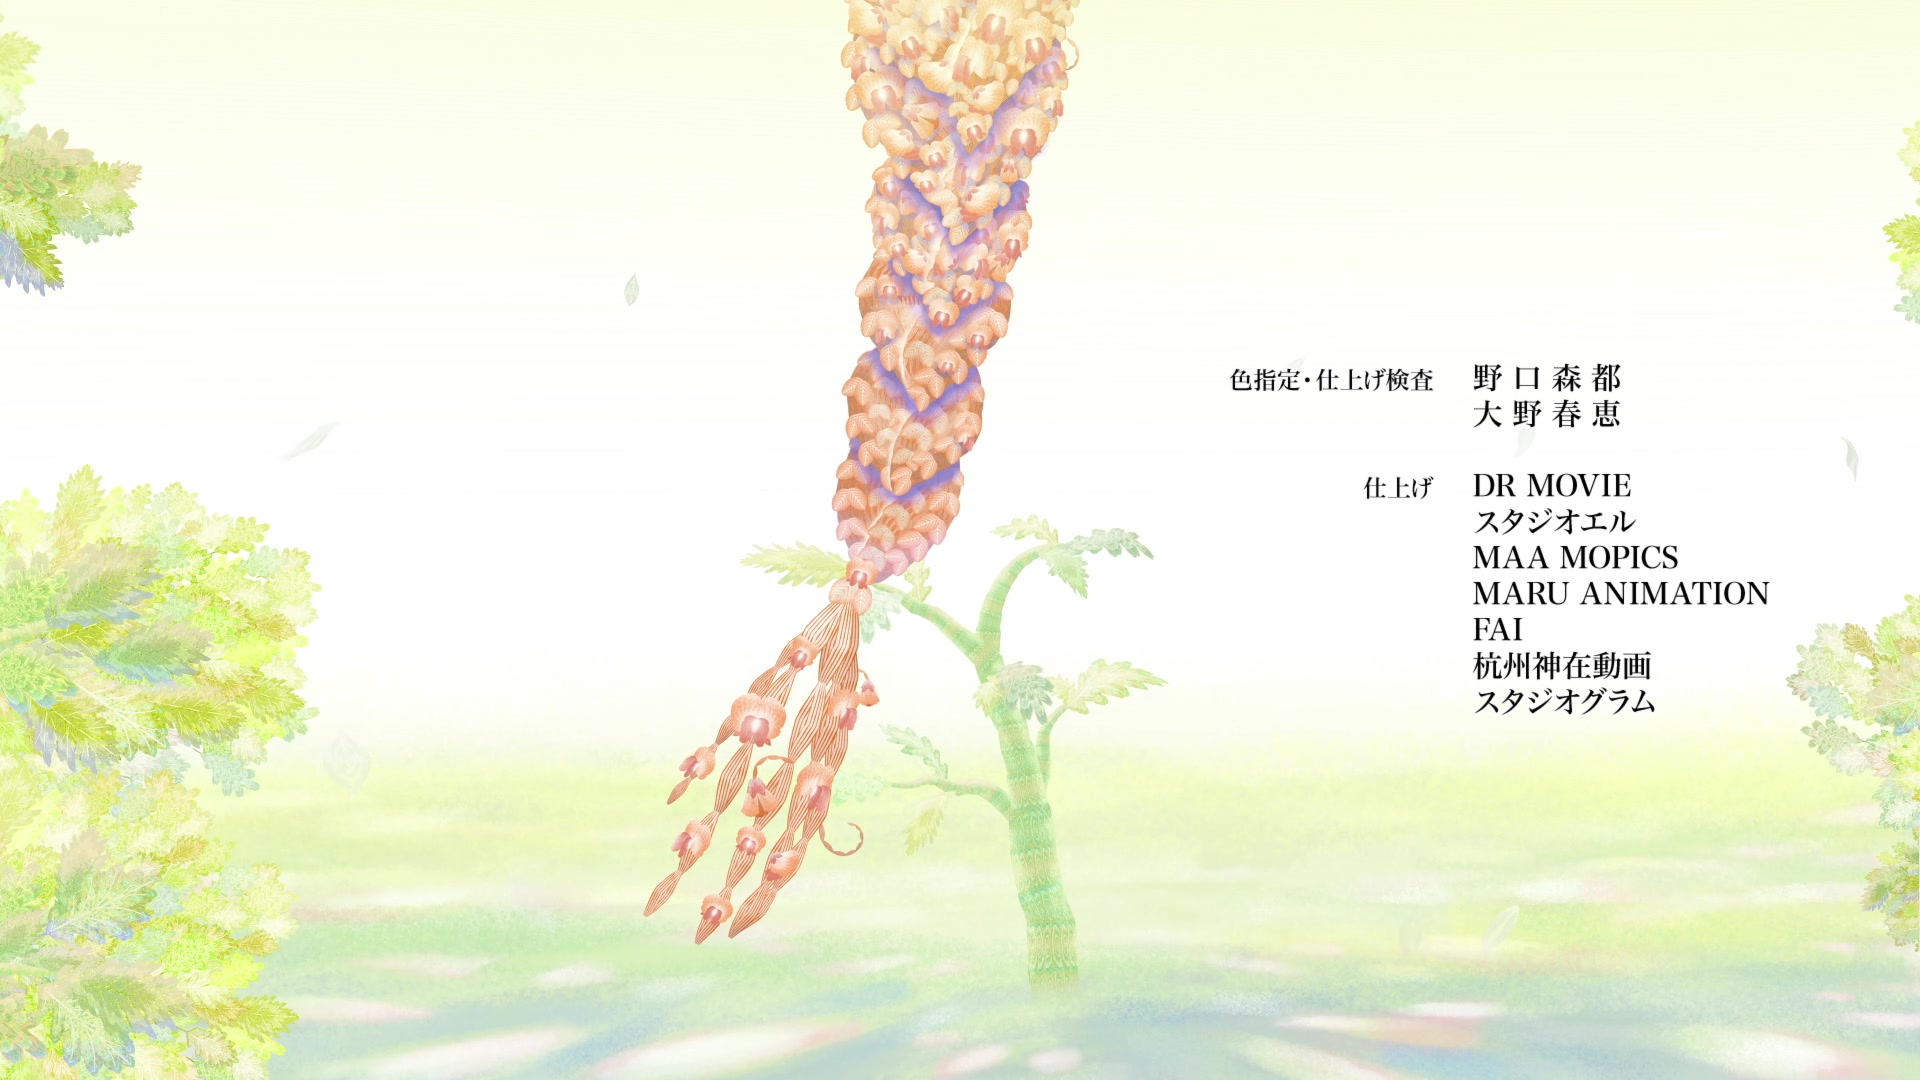 色指定・仕上げ検査 野口森都
大野春恵
仕上げ DR MOVIE
スタジオエル
MAA MOPICS
MARU ANIMATION
FAI
杭州神在動画
スタジオグラム